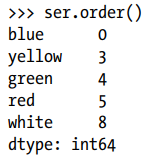 >>> ser.order()
blue 0
yellow 3
green 4
red 5
white 8
dtype: int64